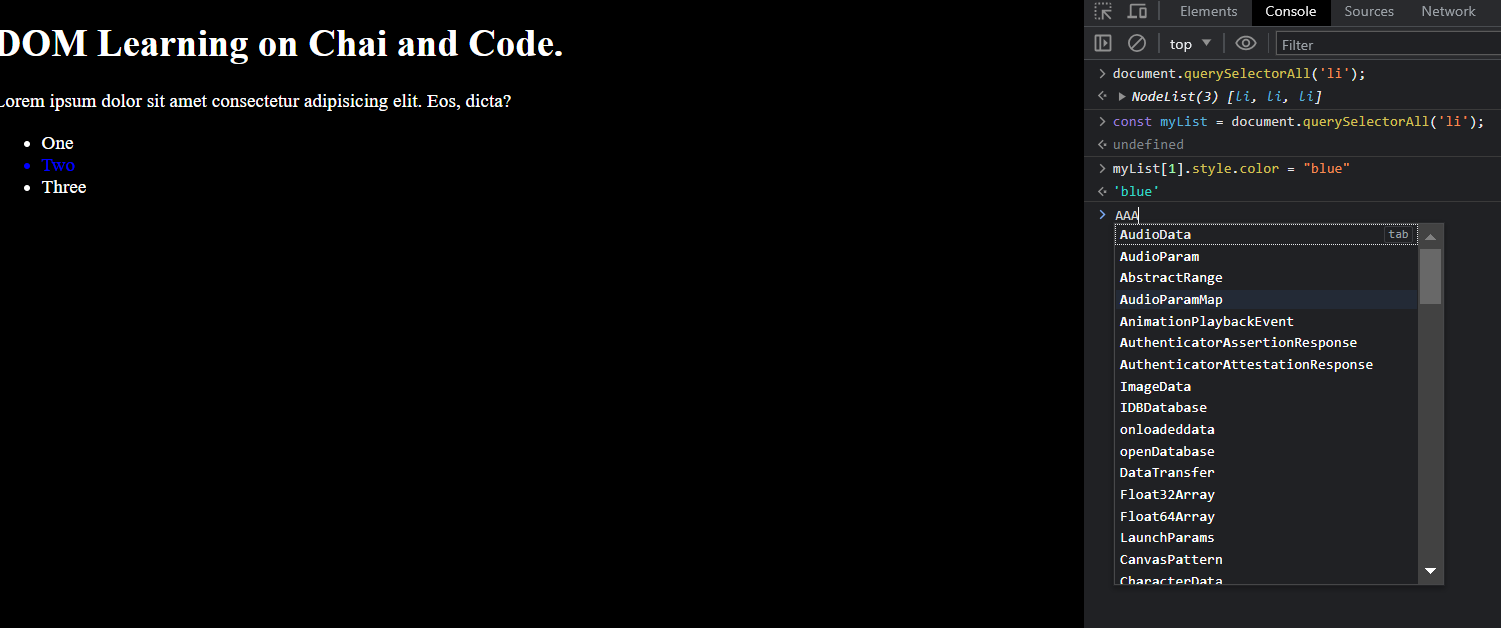 DOM Learning on Chai and Code.
Lorem ipsum dolor sit amet consectetur adipisicing elit. Eos, dicta?
One
Two
Three
Elements Console Sources Network
top Filter
document.querySelectorAll('li');
NodeList(3) [li, li, li]
const myList = document.querySelectorAll('li');
undefined
myList[1].style.color = "blue"
'blue'
AAA
AudioData tab
AudioParam
AbstractRange
AudioParamMap
AnimationPlaybackEvent
AuthenticatorAssertionResponse
AuthenticatorAttestationResponse
ImageData
IDBDatabase
onloadeddata
openDatabase
DataTransfer
Float32Array
Float64Array
LaunchParams
CanvasPattern
CharacterData